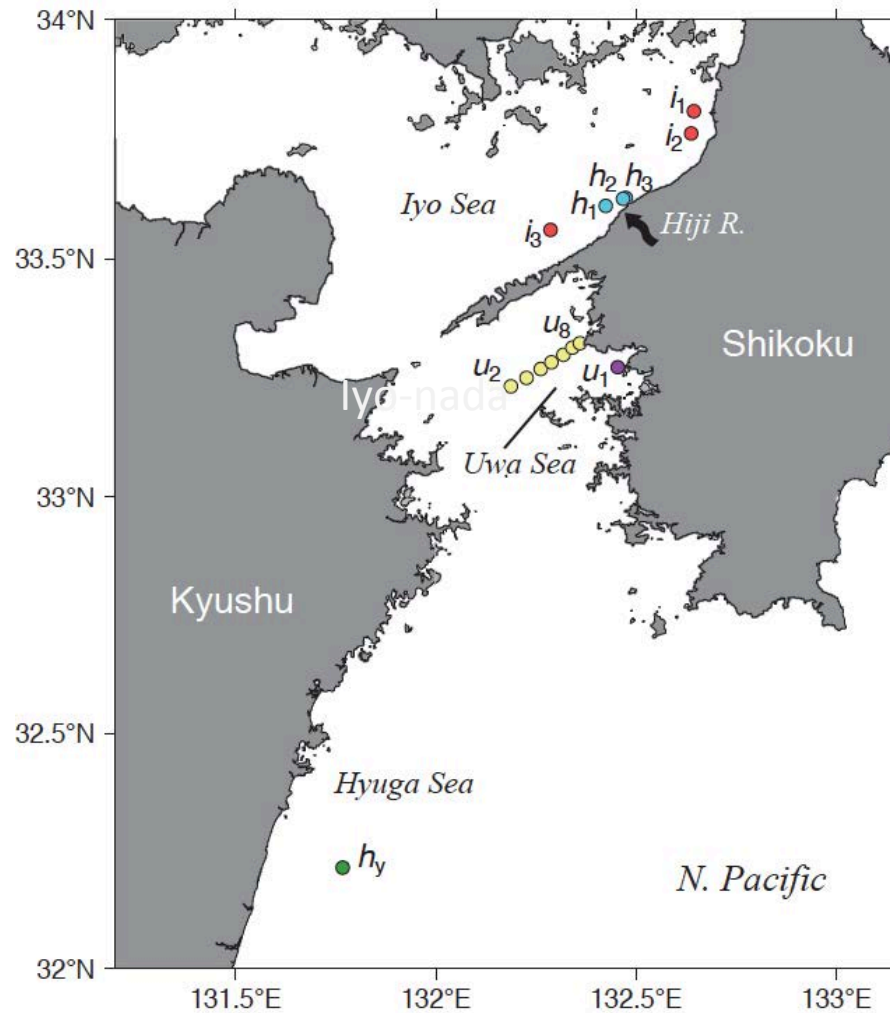 34°N
i1
i2
h2 h3
Iyo Sea
h1
Hiji R.
i3
33.5°N
u8
Shikoku
u2
u1
Iyo-nada
Uwa Sea
33°N
Kyushu
32.5°N
Hyuga Sea
hy
N. Pacific
32°N
131.5°E
132°E
132.5°E
133°E